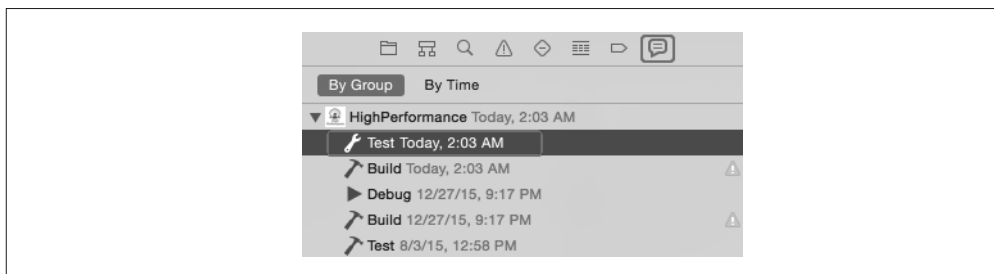 By Group By Time
HighPerformance Today, 2:03 AM
Test Today, 2:03 AM
Build Today, 2:03 AM
Debug 12/27/15, 9:17 PM
Build 12/27/15, 9:17 PM
Test 8/3/15, 12:58 PM